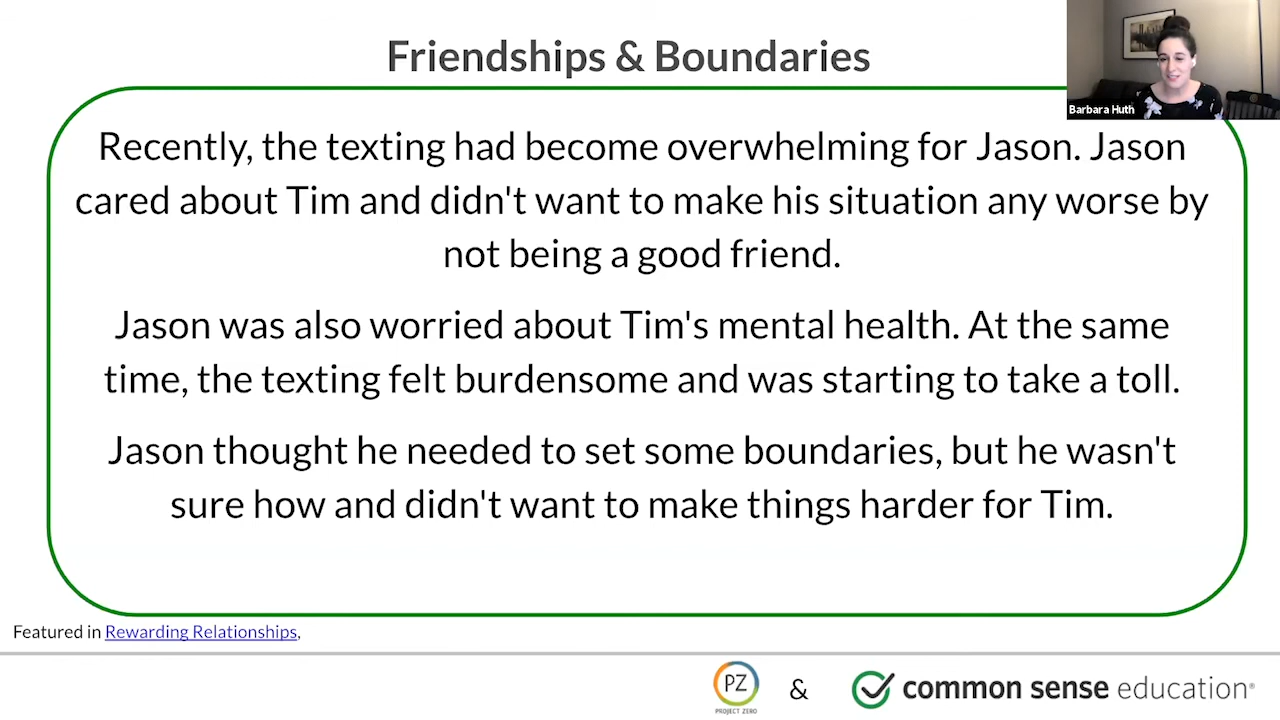 Friendships & Boundaries
Barbara Huth
Recently, the texting had become overwhelming for Jason. Jason
cared about Tim and didn't want to make his situation any worse by
not being a good friend.
Jason was also worried about Tim's mental health. At the same
time, the texting felt burdensome and was starting to take a toll.
Jason thought he needed to set some boundaries, but he wasn't
sure how and didn't want to make things harder for Tim.
Featured in Rewarding Relationships,
PZ
PROJECT ZERO
&
common sense education®